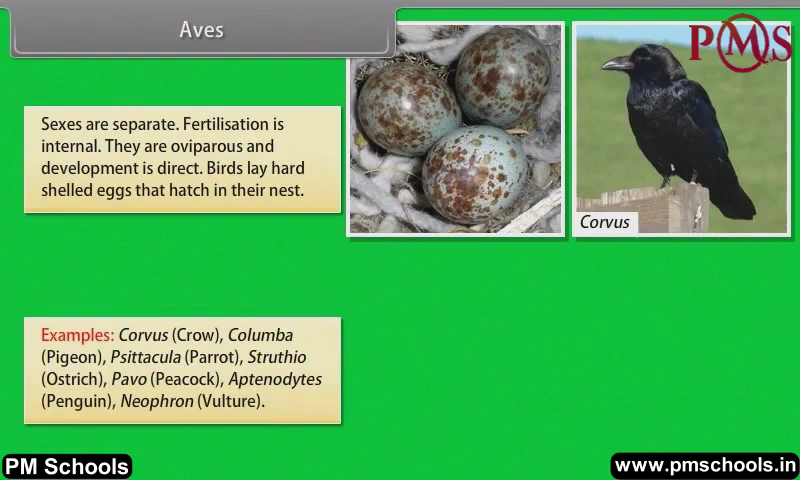 Aves
PMS
Sexes are separate. Fertilisation is
internal. They are oviparous and
development is direct. Birds lay hard
shelled eggs that hatch in their nest.
Corvus
Examples: Corvus (Crow), Columba
(Pigeon), Psittacula (Parrot), Struthio
(Ostrich), Pavo (Peacock), Aptenodytes
(Penguin), Neophron (Vulture).
PM Schools
www.pmschools.in